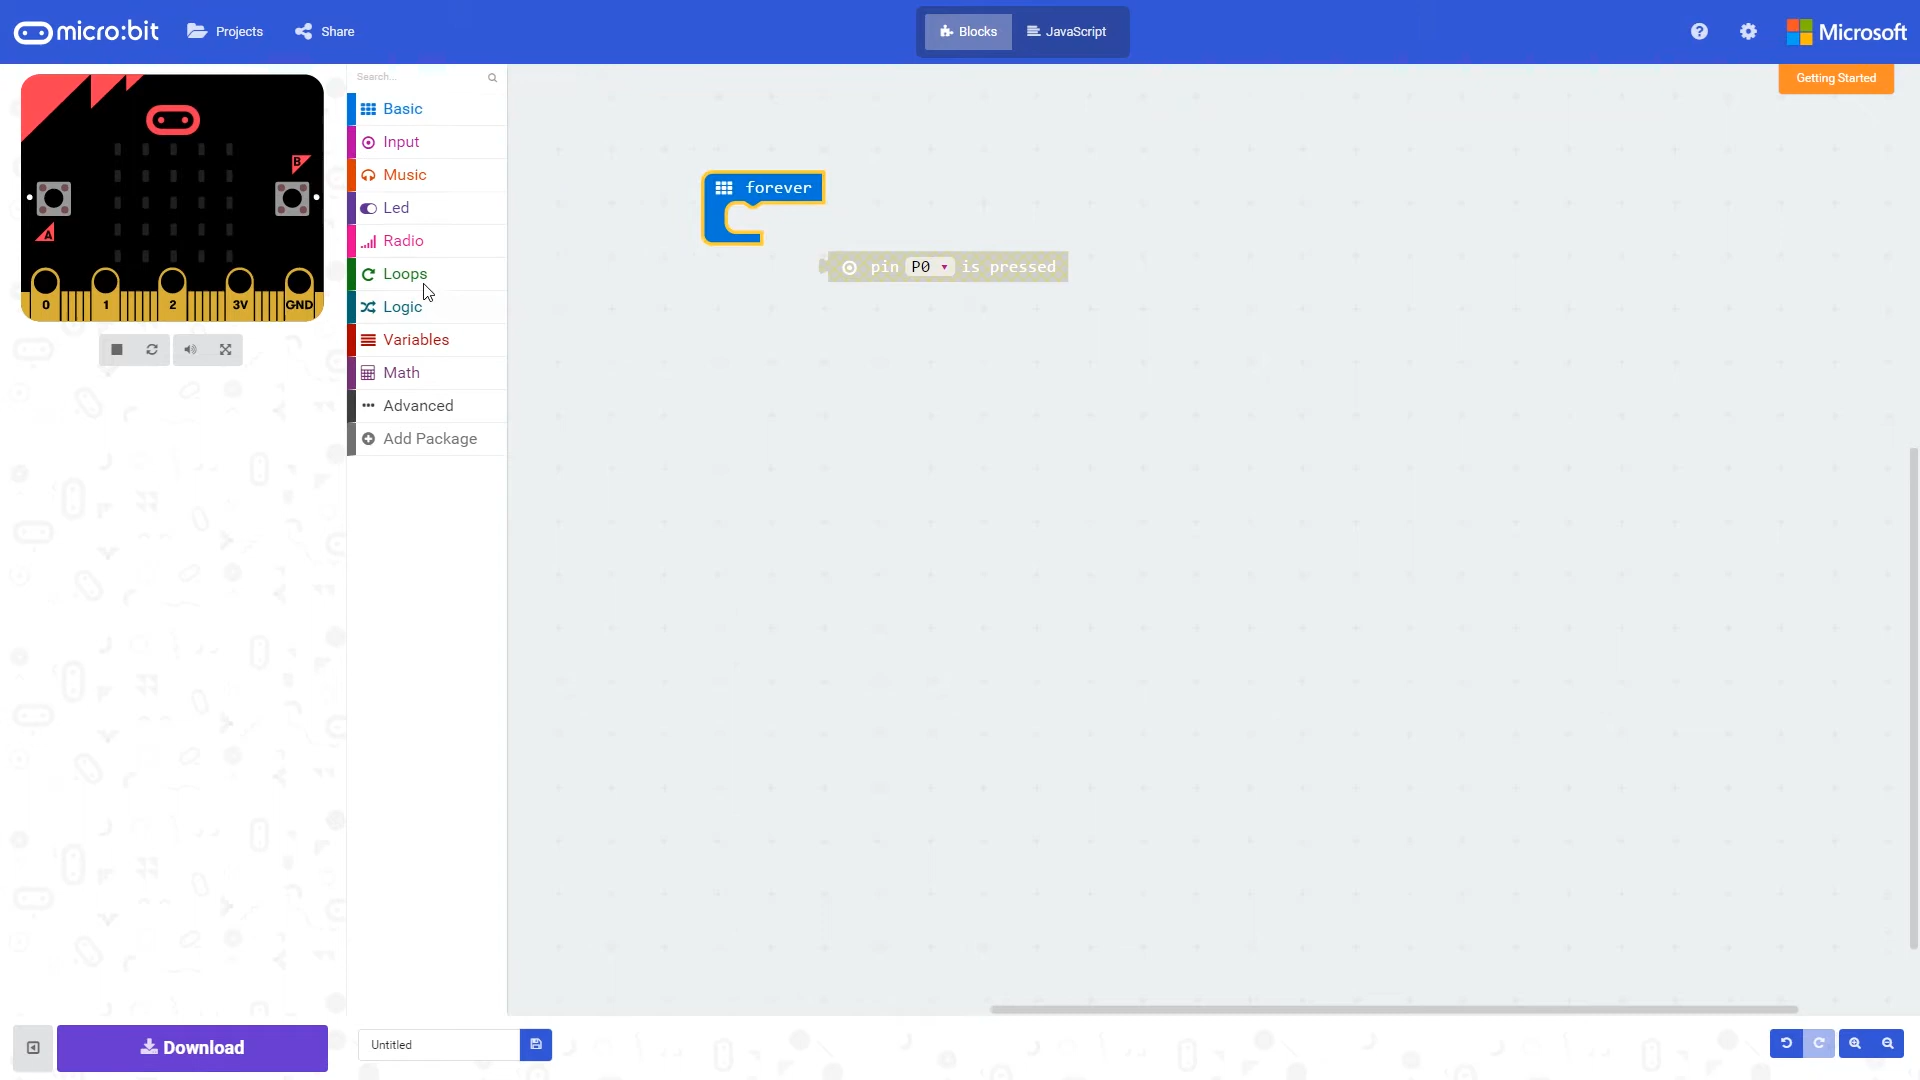 micro:bit
Projects
Share
Blocks
JavaScript
Microsoft
Getting Started
Search...
Basic
Input
Music
Led
Radio
Loops
Logic
Variables
Math
Advanced
Add Package
B
A
0 1 2 3V GND
forever
pin P0 is pressed
Download
Untitled